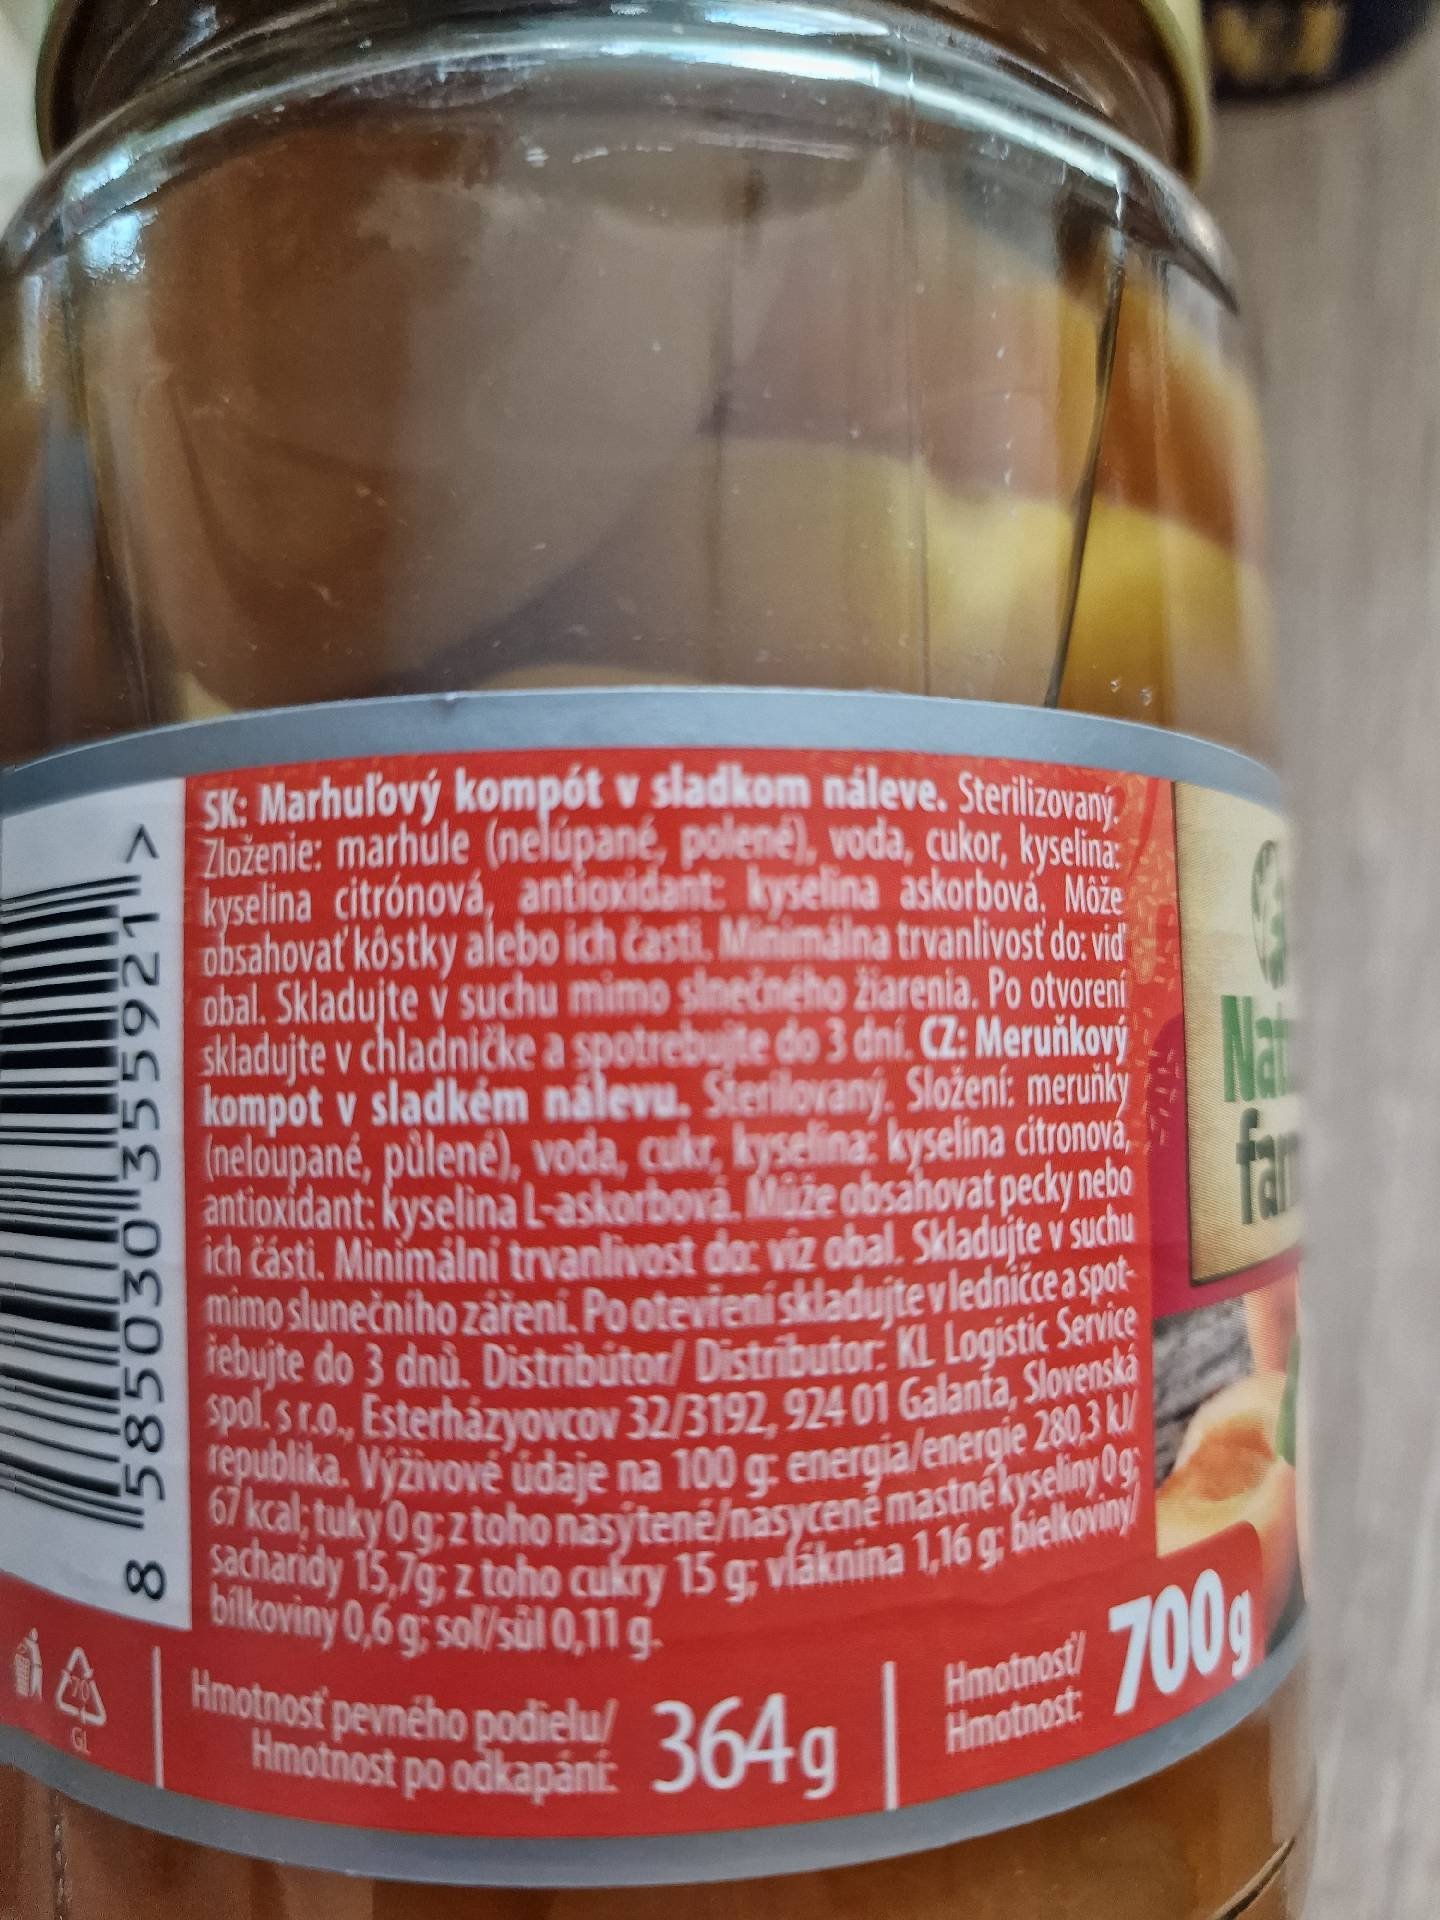 SK: Marhuľový kompót v sladkom náleve. Sterilizovaný.
Zloženie: marhule (nelúpané, polené), voda, cukor, kyselina:
kyselina citrónová, antioxidant: kyselina askorbová. Môže
obsahovať kôstky alebo ich časti. Minimálna trvanlivosť do: viď
obal. Skladujte v suchu mimo slnečného žiarenia. Po otvorení
skladujte v chladničke a spotrebujte do 3 dní. CZ: Meruňkový
kompot v sladkém nálevu. Sterilovaný. Složení: meruňky
(neloupané, půlené), voda, cukr, kyselina: kyselina citronová,
antioxidant: kyselina L-askorbová. Může obsahovat pecky nebo
ich části. Minimální trvanlivost do: viz obal. Skladujte v suchu
mimo slunečního záření. Po otevření skladujte v ledničce a spot-
řebujte do 3 dnů. Distribútor/ Distributor: KL Logistic Service
spol. s r.o., Esterházyovcov 32/3192, 924 01 Galanta, Slovenská
republika. Výživové údaje na 100 g: energia/energie 280,3 kJ/
67 kcal; tuky 0 g; z toho nasýtené/nasycené mastné kyseliny 0 g;
sacharidy 15,7g; z toho cukry 15 g; vláknina 1,16 g; bielkoviny/
bílkoviny 0,6 g; soľ/sůl 0,11 g.
8 585030 355921 >
70
GL
Hmotnosť pevného podielu/
Hmotnost po odkapání:
364g
Hmotnosť/
Hmotnost:
700g